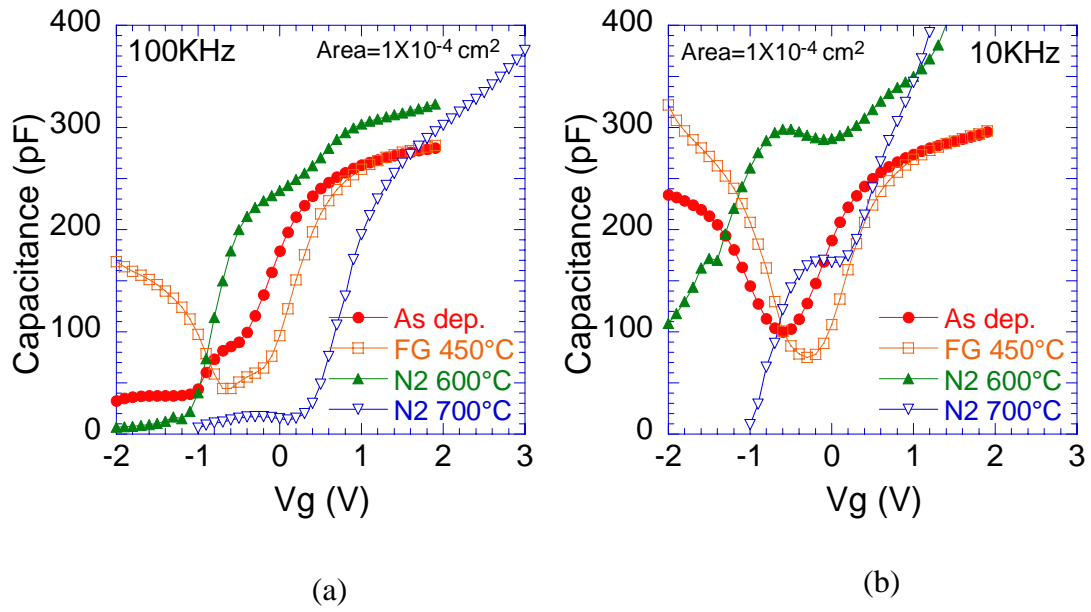 100KHz
Area=1X10-4 cm2
400
300
200
100
0
Capacitance (pF)
As dep.
FG 450°C
N2 600°C
N2 700°C
-2 -1 0 1 2 3
Vg (V)
(a)
Area=1X10-4 cm2
10KHz
400
300
200
100
0
Capacitance (pF)
As dep.
FG 450°C
N2 600°C
N2 700°C
-2 -1 0 1 2 3
Vg (V)
(b)